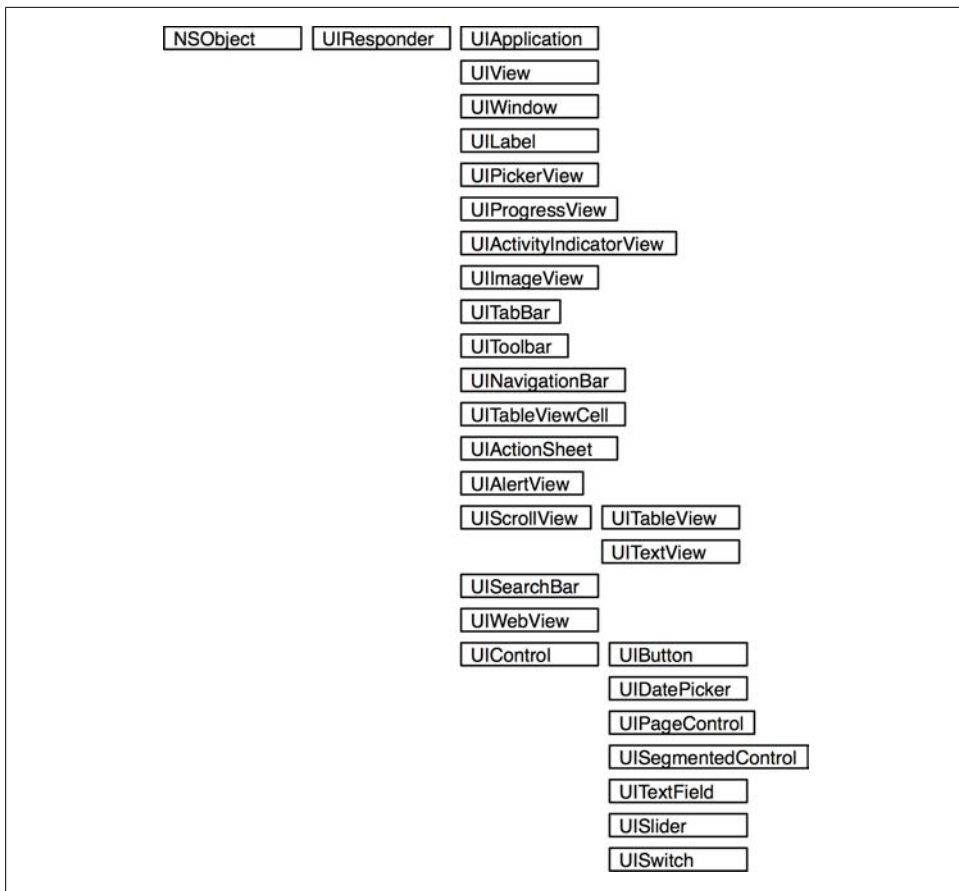 NSObject UIResponder UIApplication
UIView
UIWindow
UILabel
UIPickerView
UIProgressView
UIActivityIndicatorView
UIImageView
UITabBar
UIToolbar
UINavigationBar
UITableViewCell
UIActionSheet
UIAlertView
UIScrollView UITableView
UITextView
UISearchBar
UIWebView
UIControl UIButton
UIDatePicker
UIPageControl
UISegmentedControl
UITextField
UISlider
UISwitch